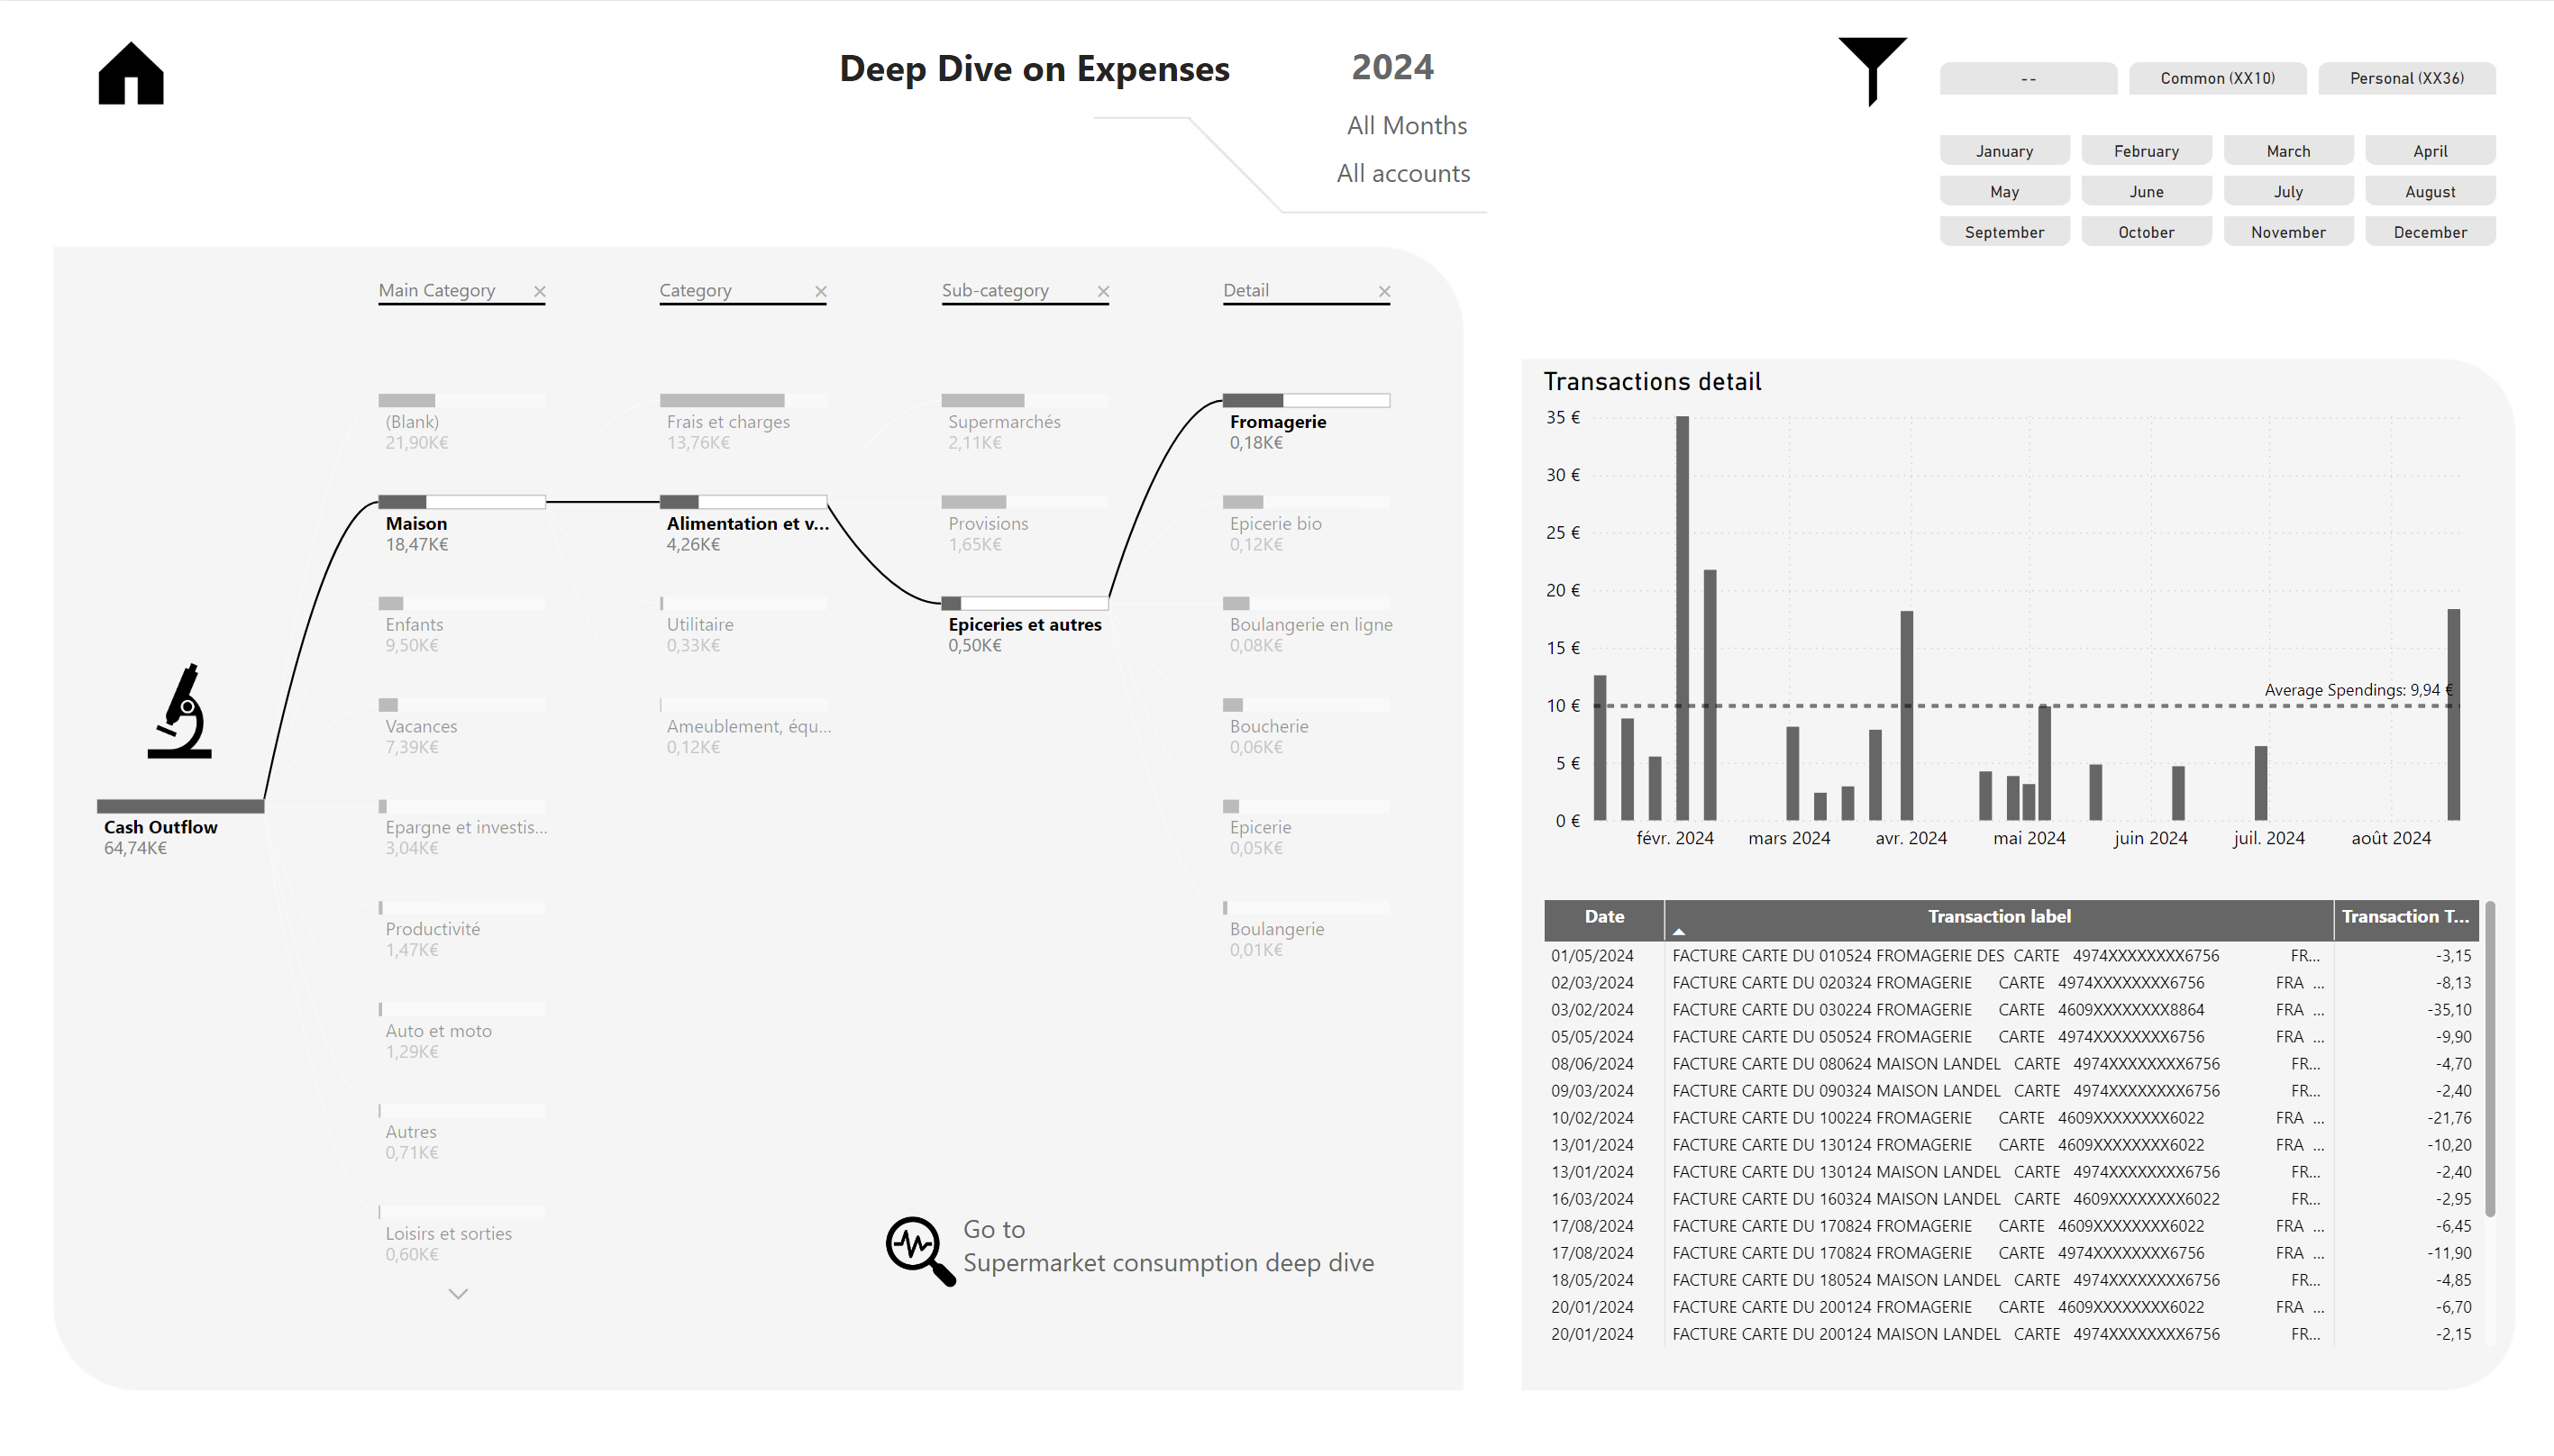 Deep Dive on Expenses
2024
All Months
All accounts
--
Common (XX10)
Personal (XX36)
January
February
March
April
May
June
July
August
September
October
November
December
Main Category
Category
Sub-category
Detail
(Blank)
21,90K€
Maison
18,47K€
Enfants
9,50K€
Vacances
7,39K€
Epargne et investis...
3,04K€
Productivité
1,47K€
Auto et moto
1,29K€
Autres
0,71K€
Loisirs et sorties
0,60K€
Cash Outflow
64,74K€
Frais et charges
13,76K€
Alimentation et v...
4,26K€
Utilitaire
0,33K€
Ameublement, équ...
0,12K€
Supermarchés
2,11K€
Provisions
1,65K€
Epiceries et autres
0,50K€
Fromagerie
0,18K€
Epicerie bio
0,12K€
Boulangerie en ligne
0,08K€
Boucherie
0,06K€
Epicerie
0,05K€
Boulangerie
0,01K€
Go to
Supermarket consumption deep dive
Transactions detail
35 €
30 €
25 €
20 €
15 €
10 €
5 €
0 €
Average Spendings: 9,94 €
févr. 2024 mars 2024 avr. 2024 mai 2024 juin 2024 juil. 2024 août 2024
Date Transaction label Transaction T...
01/05/2024 FACTURE CARTE DU 010524 FROMAGERIE DES CARTE 4974XXXXXXXX6756 FR... -3,15
02/03/2024 FACTURE CARTE DU 020324 FROMAGERIE CARTE 4974XXXXXXXX6756 FRA ... -8,13
03/02/2024 FACTURE CARTE DU 030224 FROMAGERIE CARTE 4609XXXXXXXX8864 FRA ... -35,10
05/05/2024 FACTURE CARTE DU 050524 FROMAGERIE CARTE 4974XXXXXXXX6756 FRA ... -9,90
08/06/2024 FACTURE CARTE DU 080624 MAISON LANDEL CARTE 4974XXXXXXXX6756 FR... -4,70
09/03/2024 FACTURE CARTE DU 090324 MAISON LANDEL CARTE 4974XXXXXXXX6756 FR... -2,40
10/02/2024 FACTURE CARTE DU 100224 FROMAGERIE CARTE 4609XXXXXXXX6022 FRA ... -21,76
13/01/2024 FACTURE CARTE DU 130124 FROMAGERIE CARTE 4609XXXXXXXX6022 FRA ... -10,20
13/01/2024 FACTURE CARTE DU 130124 MAISON LANDEL CARTE 4974XXXXXXXX6756 FR... -2,40
16/03/2024 FACTURE CARTE DU 160324 MAISON LANDEL CARTE 4609XXXXXXXX6022 FR... -2,95
17/08/2024 FACTURE CARTE DU 170824 FROMAGERIE CARTE 4609XXXXXXXX6022 FRA ... -6,45
17/08/2024 FACTURE CARTE DU 170824 FROMAGERIE CARTE 4974XXXXXXXX6756 FRA ... -11,90
18/05/2024 FACTURE CARTE DU 180524 MAISON LANDEL CARTE 4974XXXXXXXX6756 FR... -4,85
20/01/2024 FACTURE CARTE DU 200124 FROMAGERIE CARTE 4609XXXXXXXX6022 FRA ... -6,70
20/01/2024 FACTURE CARTE DU 200124 MAISON LANDEL CARTE 4974XXXXXXXX6756 FR... -2,15